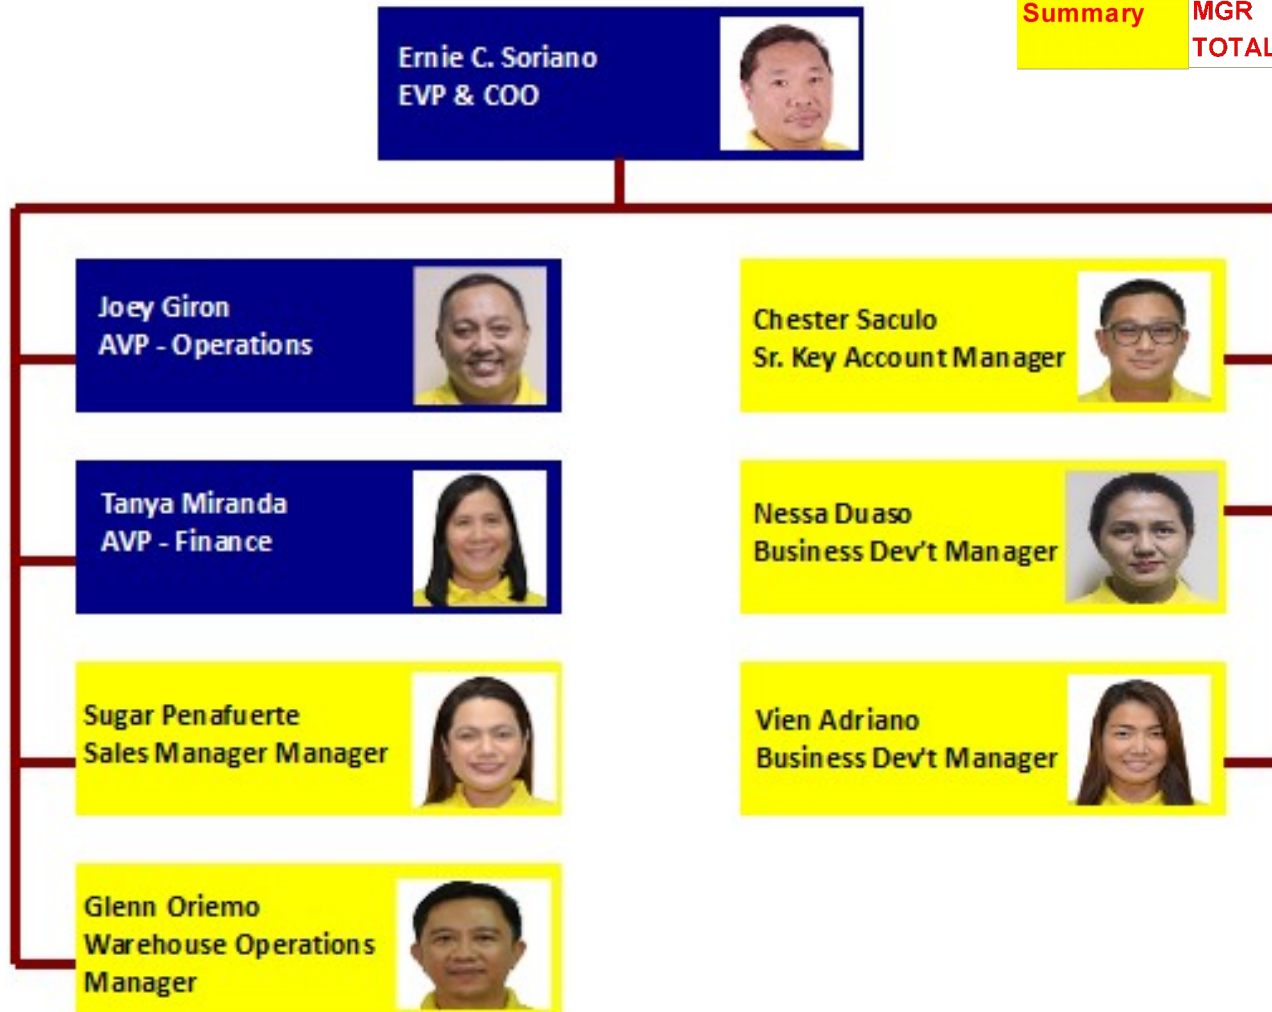 Summary MGR
TOTAL
Ernie C. Soriano
EVP & COO
Joey Giron
AVP - Operations
Chester Saculo
Sr. Key Account Manager
Tanya Miranda
AVP - Finance
Nessa Duaso
Business Dev't Manager
Sugar Penafuerte
Sales Manager Manager
Vien Adriano
Business Dev't Manager
Glenn Oriemo
Warehouse Operations
Manager